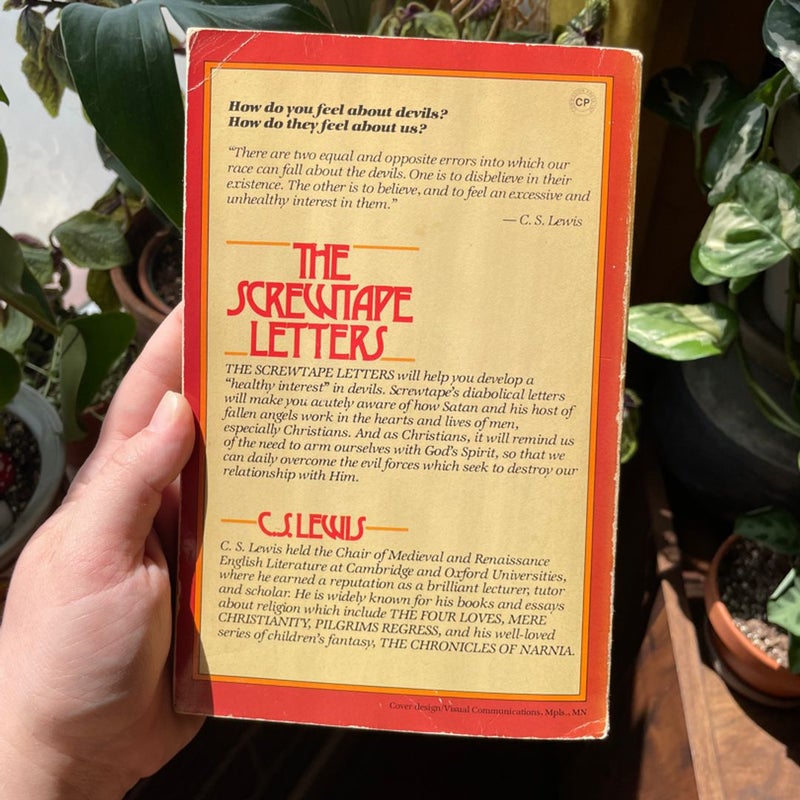 CP
How do you feel about devils?
How do they feel about us?
“There are two equal and opposite errors into which our
race can fall about the devils. One is to disbelieve in their
existence. The other is to believe, and to feel an excessive and
unhealthy interest in them.”
— C. S. Lewis
THE
SCREWTAPE
LETTERS
THE SCREWTAPE LETTERS will help you develop a
“healthy interest” in devils. Screwtape’s diabolical letters
will make you acutely aware of how Satan and his host of
fallen angels work in the hearts and lives of men,
especially Christians. And as Christians, it will remind us
of the need to arm ourselves with God’s Spirit, so that we
can daily overcome the evil forces which seek to destroy our
relationship with Him.
C.S. LEWIS
C. S. Lewis held the Chair of Medieval and Renaissance
English Literature at Cambridge and Oxford Universities,
where he earned a reputation as a brilliant lecturer, tutor
and scholar. He is widely known for his books and essays
about religion which include THE FOUR LOVES, MERE
CHRISTIANITY, PILGRIMS REGRESS, and his well-loved
series of children’s fantasy, THE CHRONICLES OF NARNIA.
Cover design/Visual Communications, Mpls., MN